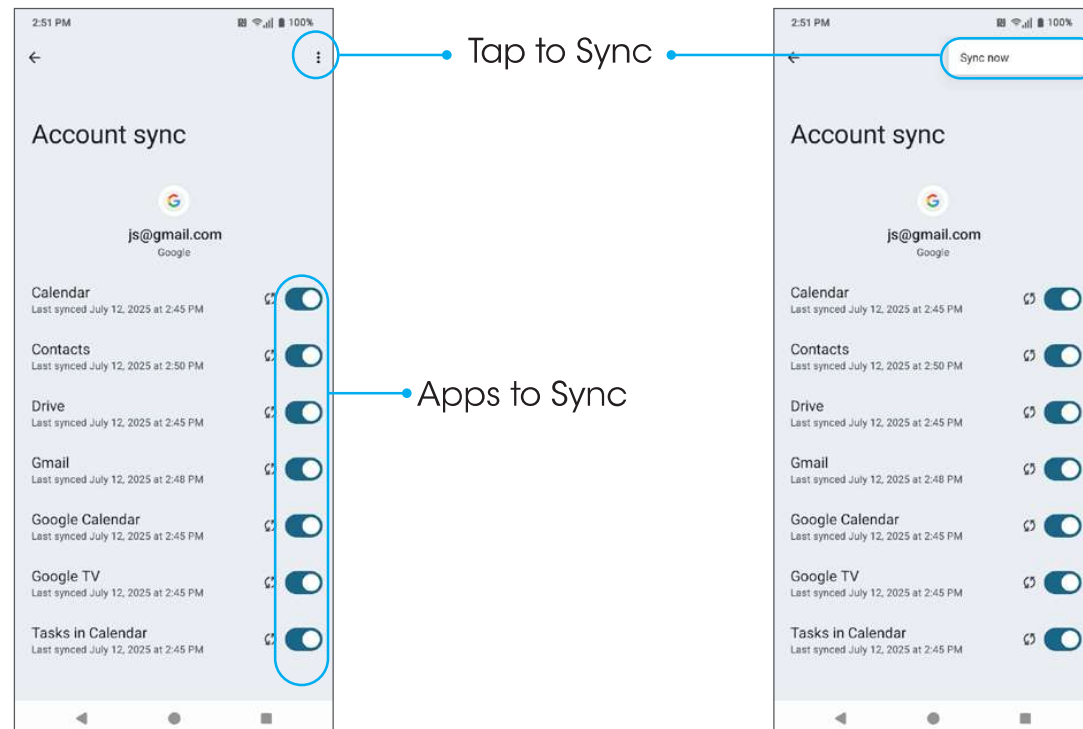 2:51 PM
100%
Account sync
js@gmail.com
Google
Calendar
Last synced July 12, 2025 at 2:45 PM
Contacts
Last synced July 12, 2025 at 2:50 PM
Drive
Last synced July 12, 2025 at 2:45 PM
Gmail
Last synced July 12, 2025 at 2:48 PM
Google Calendar
Last synced July 12, 2025 at 2:45 PM
Google TV
Last synced July 12, 2025 at 2:45 PM
Tasks in Calendar
Last synced July 12, 2025 at 2:45 PM
Tap to Sync
Apps to Sync
2:51 PM
100%
Sync now
Account sync
js@gmail.com
Google
Calendar
Last synced July 12, 2025 at 2:45 PM
Contacts
Last synced July 12, 2025 at 2:50 PM
Drive
Last synced July 12, 2025 at 2:45 PM
Gmail
Last synced July 12, 2025 at 2:48 PM
Google Calendar
Last synced July 12, 2025 at 2:45 PM
Google TV
Last synced July 12, 2025 at 2:45 PM
Tasks in Calendar
Last synced July 12, 2025 at 2:45 PM